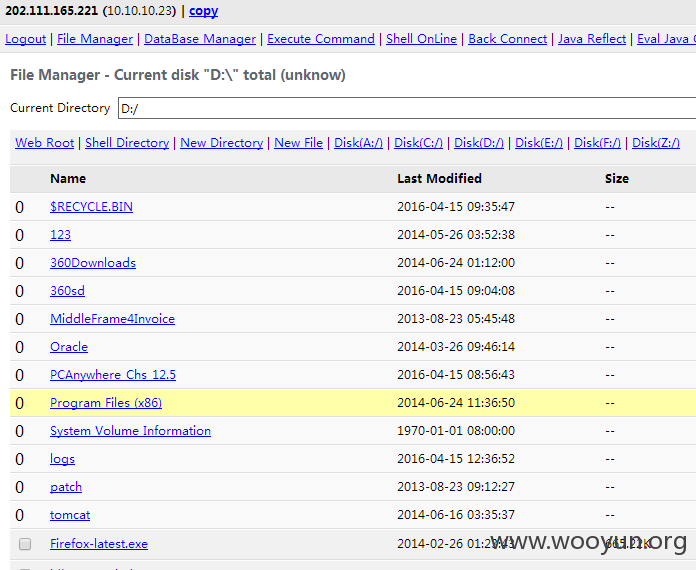 202.111.165.221 (10.10.10.23) | copy
Logout | File Manager | DataBase Manager | Execute Command | Shell OnLine | Back Connect | Java Reflect | Eval Java
File Manager - Current disk "D:\" total (unknow)
Current Directory D:/
Web Root | Shell Directory | New Directory | New File | Disk(A:/) | Disk(C:/) | Disk(D:/) | Disk(E:/) | Disk(F:/) | Disk(Z:/)
Name Last Modified Size
0 $RECYCLE.BIN 2016-04-15 09:35:47 --
0 123 2014-05-26 03:52:38 --
0 360Downloads 2014-06-24 01:12:00 --
0 360sd 2016-04-15 09:04:08 --
0 MiddleFrame4Invoice 2013-08-23 05:45:48 --
0 Oracle 2014-03-26 09:46:14 --
0 PCAnywhere Chs 12.5 2016-04-15 08:56:43 --
0 Program Files (x86) 2014-06-24 11:36:50 --
0 System Volume Information 1970-01-01 08:00:00 --
0 logs 2016-04-15 12:36:52 --
0 patch 2013-08-23 09:12:27 --
0 tomcat 2014-06-16 03:35:37 --
Firefox-latest.exe 2014-02-26
www.wooyun.org